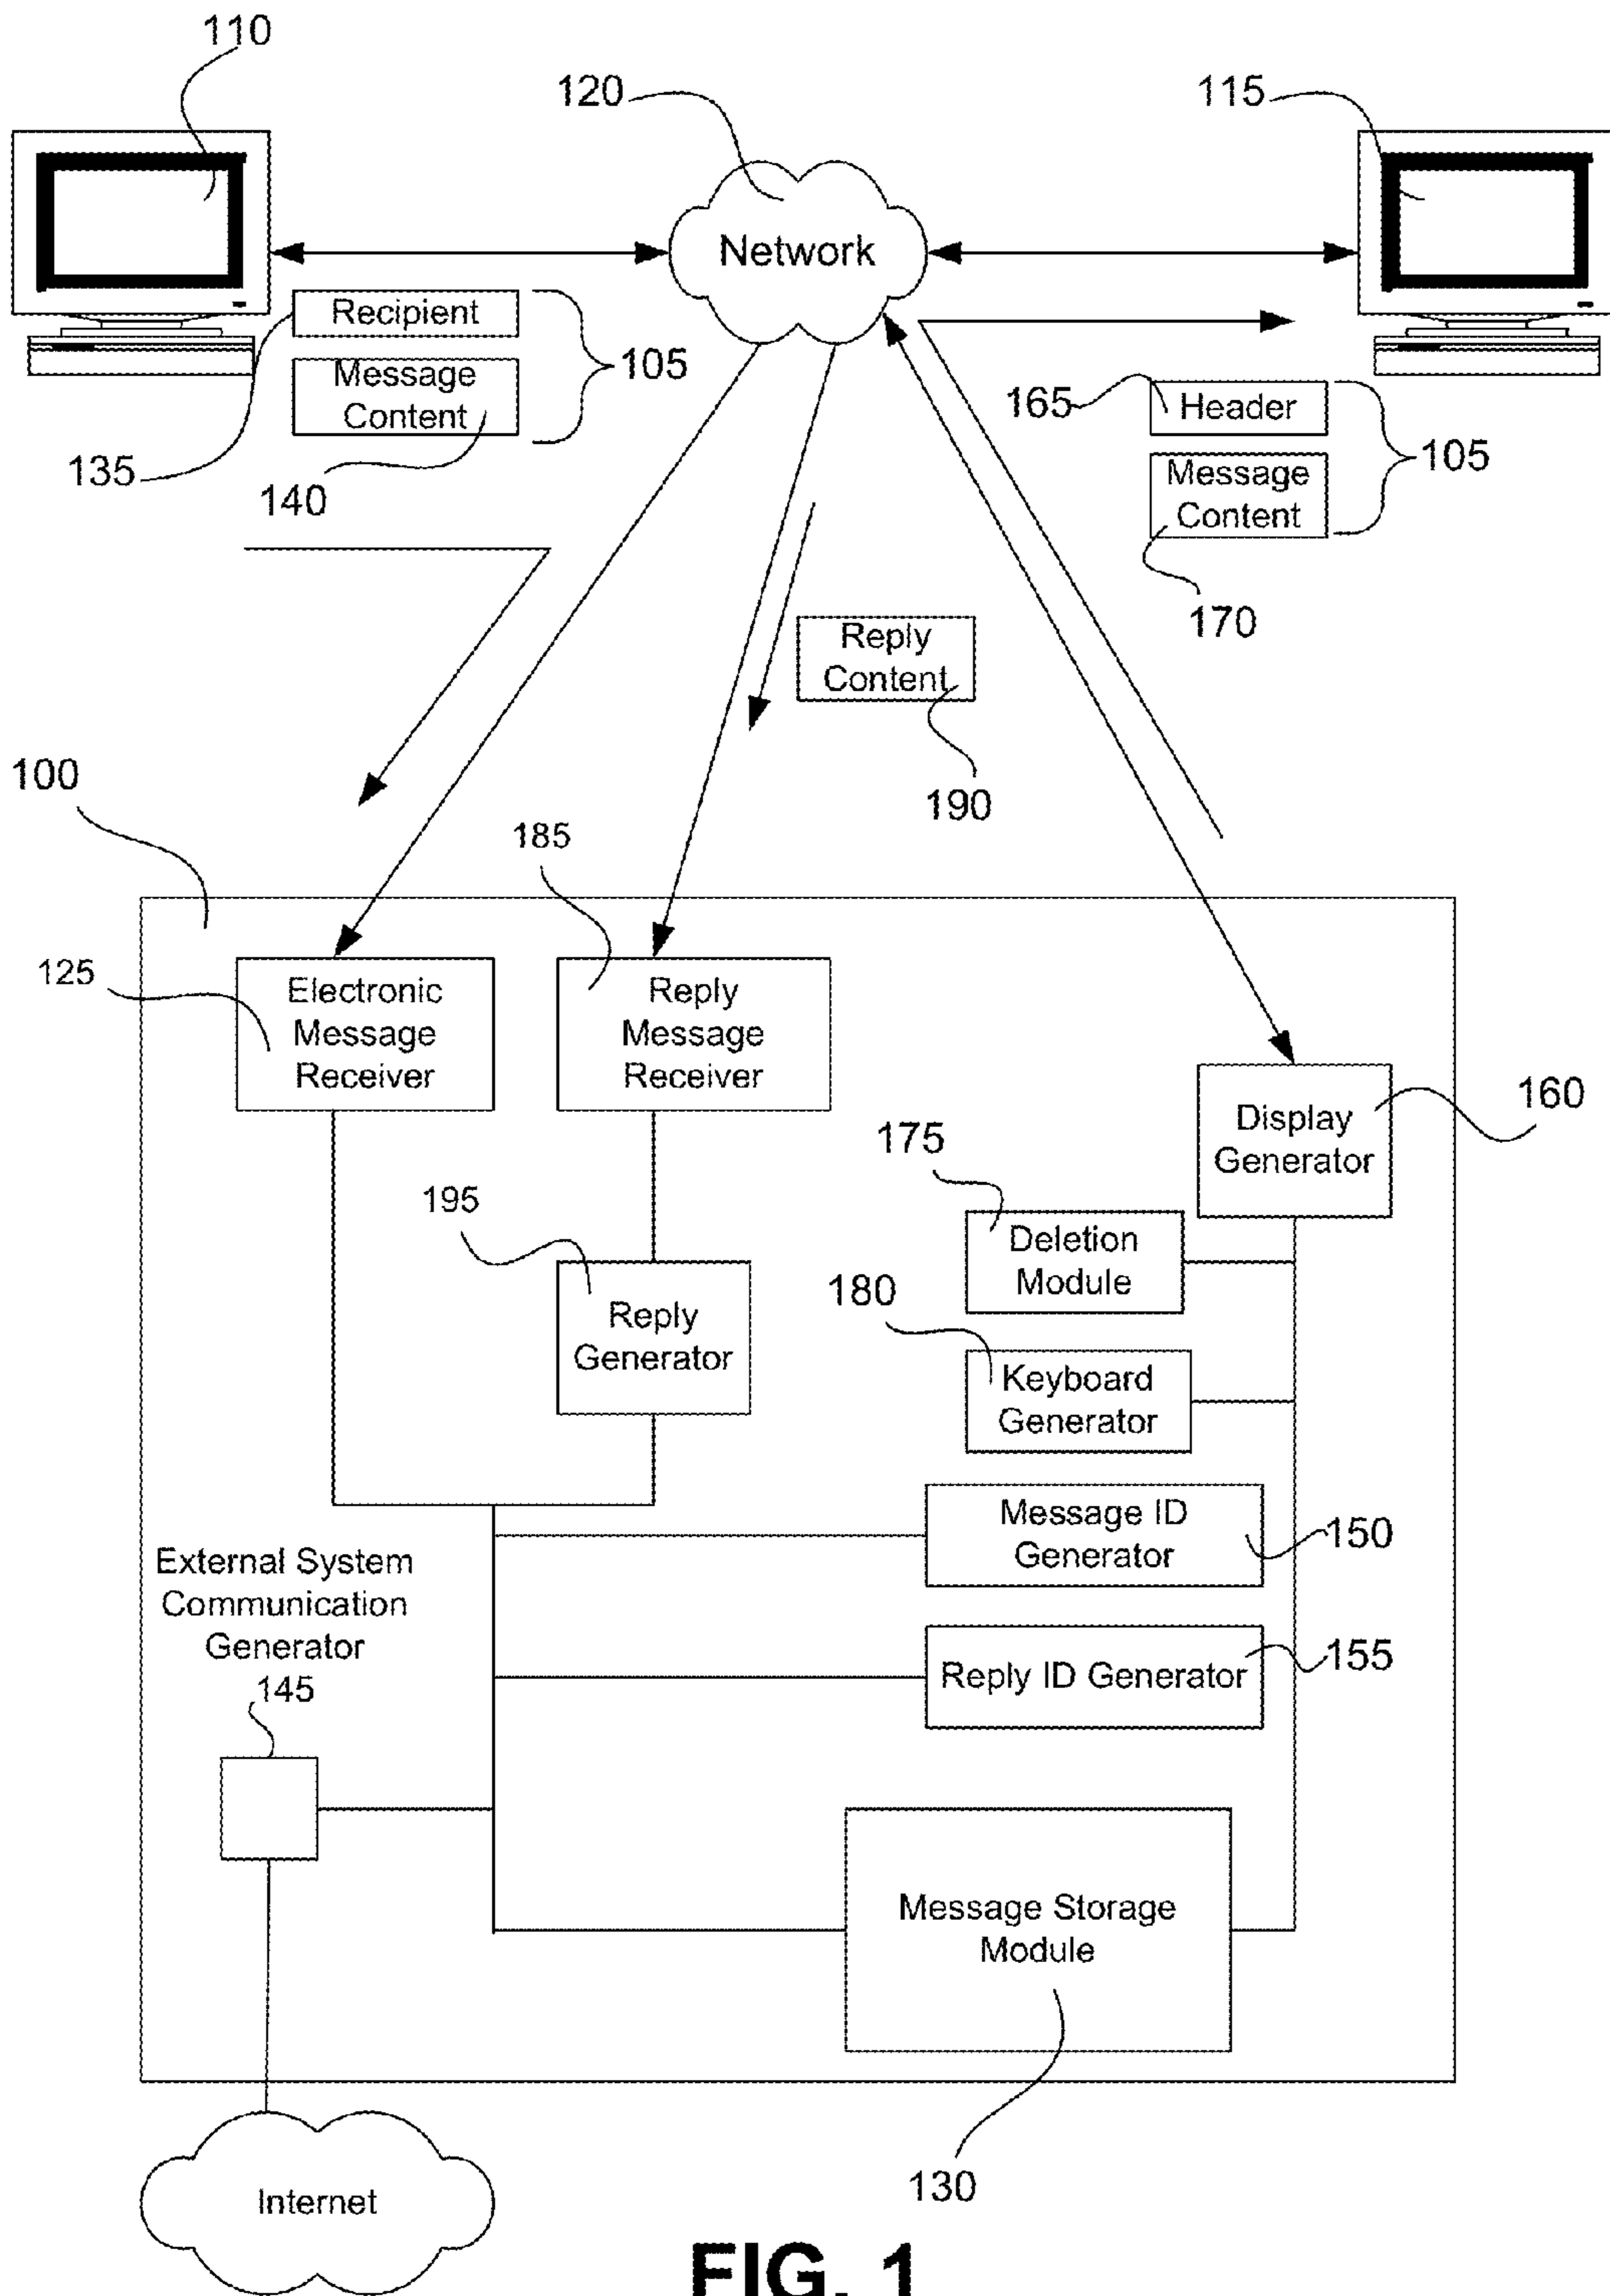 110
120
115
Network
Recipient
Message
Content
105
135
140
165
Header
Message
Content
105
170
Reply
Content
190
100
185
125
Electronic
Message
Receiver
Reply
Message
Receiver
160
Display
Generator
175
Deletion
Module
195
Reply
Generator
180
Keyboard
Generator
Message ID
Generator
150
External System
Communication
Generator
145
Reply ID Generator
155
Message Storage
Module
130
Internet
FIG. 1